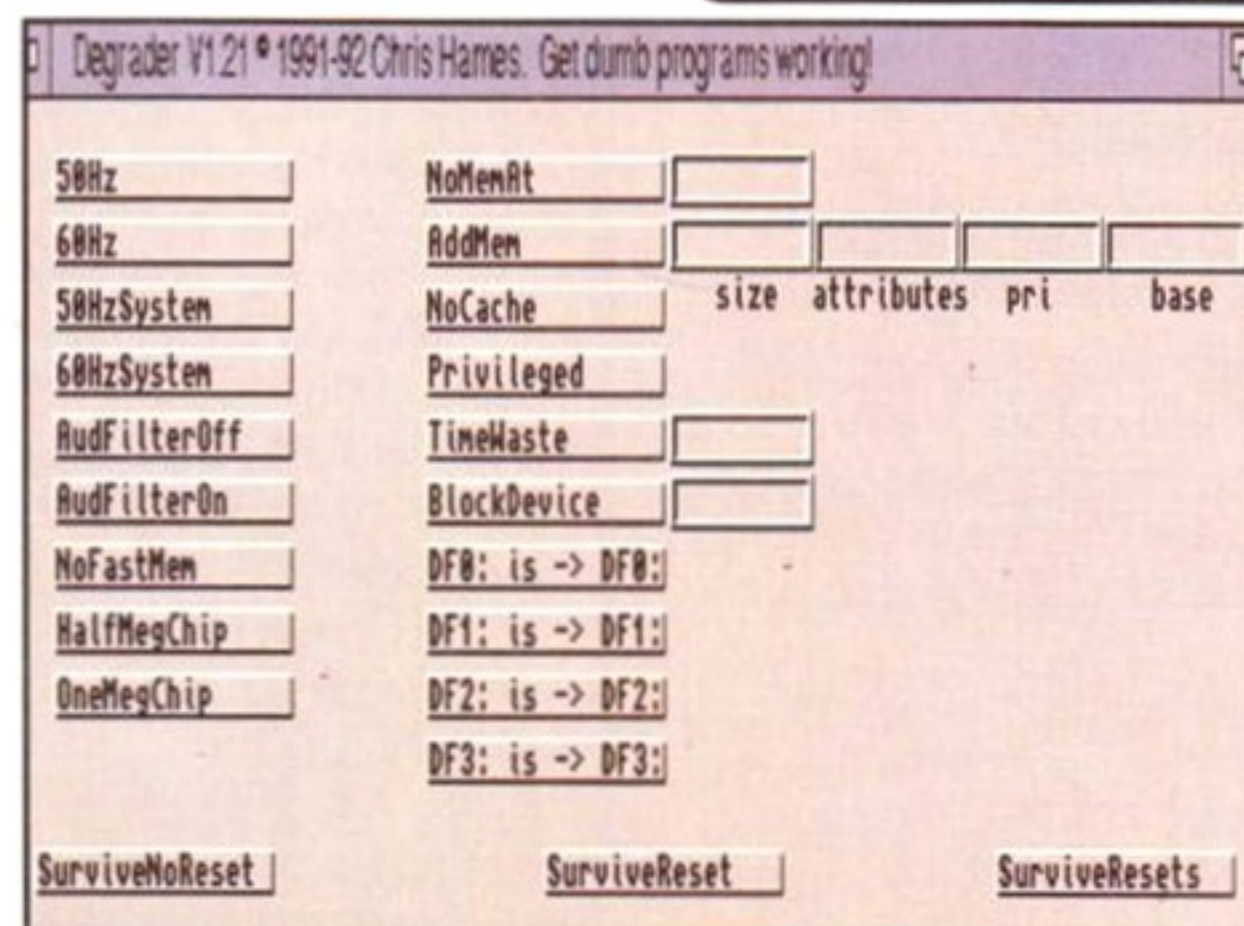 Degrader V1.21 © 1991-92 Chris Hames. Get dumb programs working!
50Hz
60Hz
50HzSystem
60HzSystem
AudFilterOff
AudFilterOn
NoFastMem
HalfMegChip
OneMegChip
NoMemAt
AddMem
size attributes pri base
NoCache
Privileged
TimeWaste
BlockDevice
DF0: is -> DF0:
DF1: is -> DF1:
DF2: is -> DF2:
DF3: is -> DF3:
SurviveNoReset
SurviveReset
SurviveResets